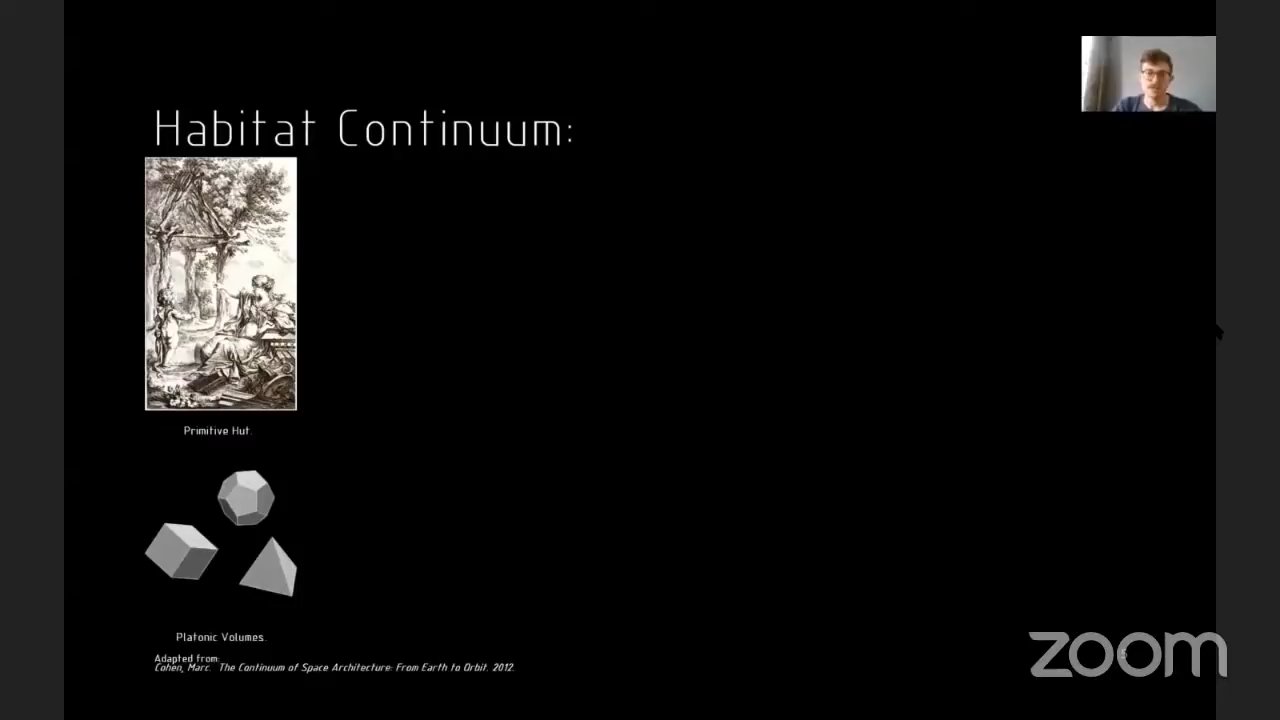 Habitat Continuum:
Primitive Hut.
Platonic Volumes.
Adapted from:
Cohen, Marc. The Continuum of Space Architecture: From Earth to Orbit. 2012.
5
zoom